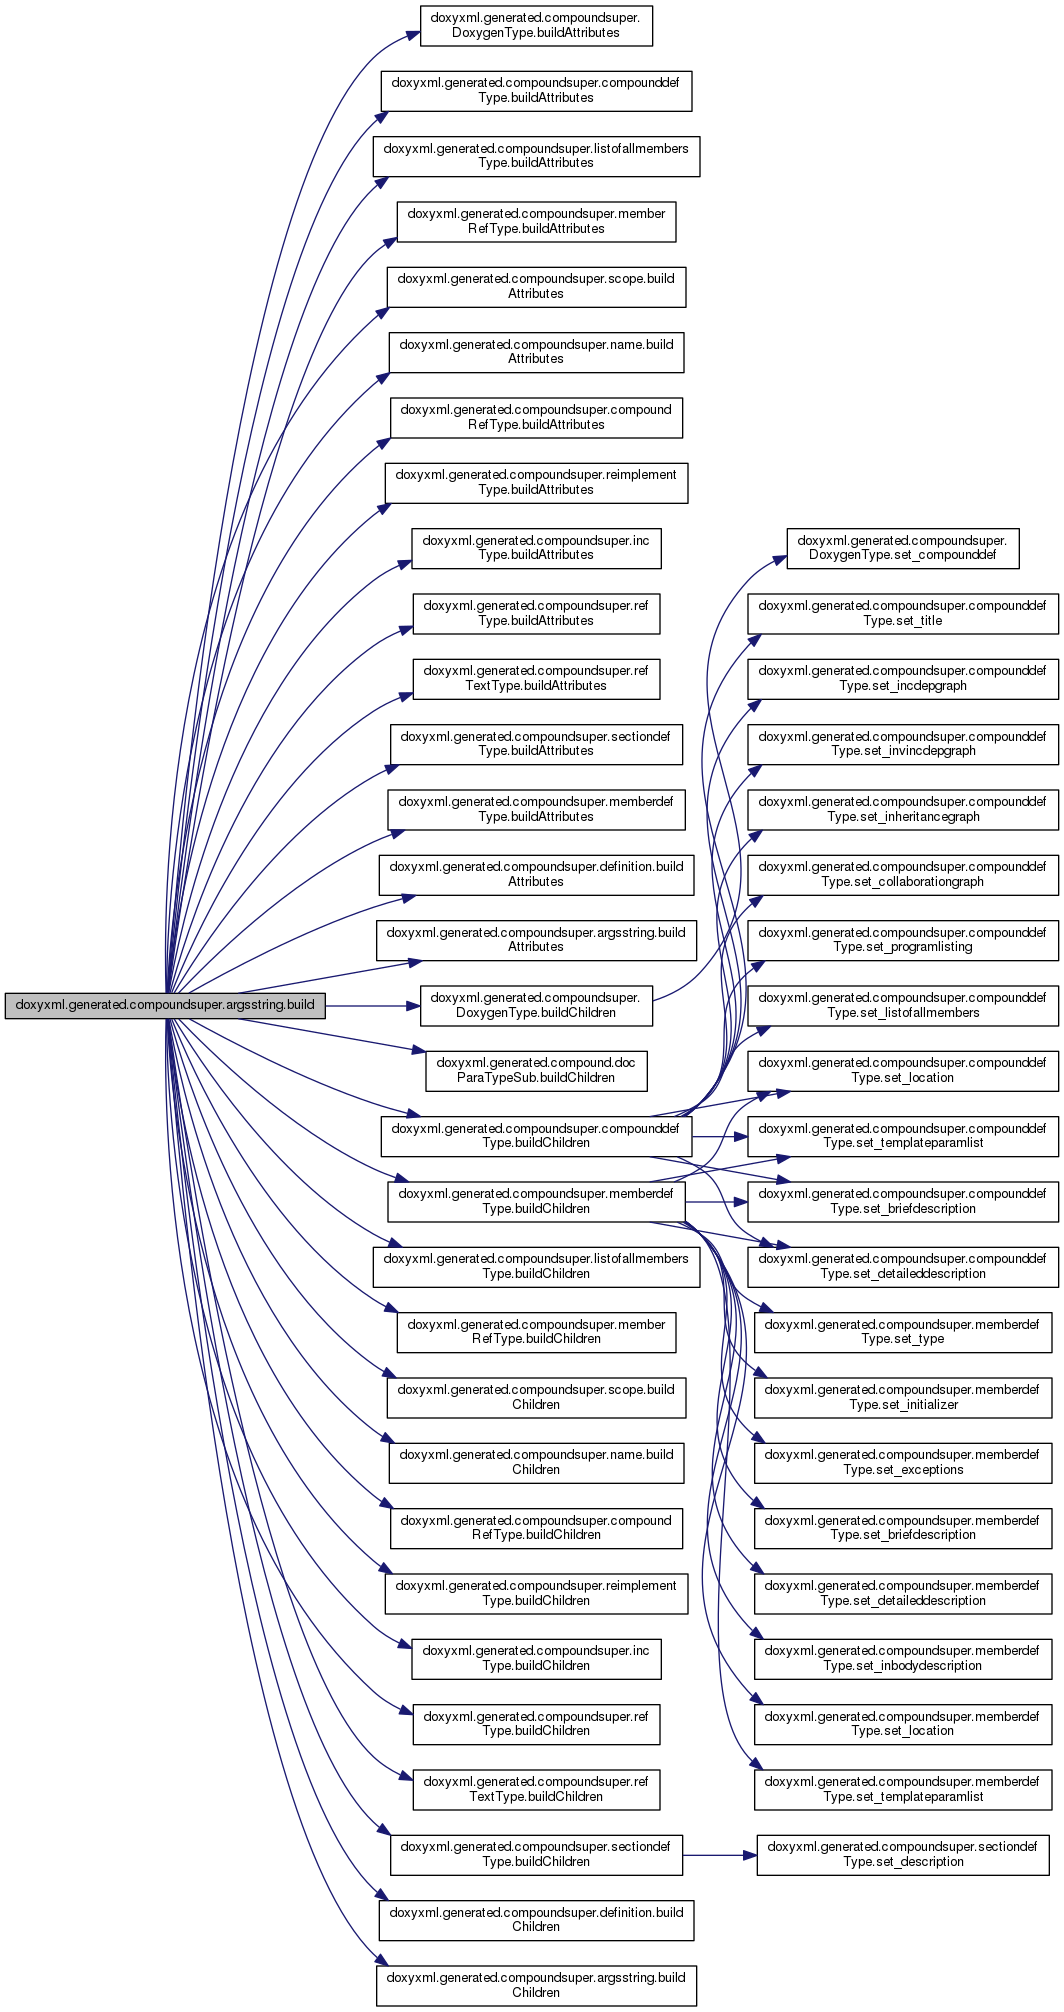 doxyxml.generated.compoundsuper.
DoxygenType.buildAttributes
doxyxml.generated.compoundsuper.compounddef
Type.buildAttributes
doxyxml.generated.compoundsuper.listofallmembers
Type.buildAttributes
doxyxml.generated.compoundsuper.member
RefType.buildAttributes
doxyxml.generated.compoundsuper.scope.build
Attributes
doxyxml.generated.compoundsuper.name.build
Attributes
doxyxml.generated.compoundsuper.compound
RefType.buildAttributes
doxyxml.generated.compoundsuper.reimplement
Type.buildAttributes
doxyxml.generated.compoundsuper.inc
Type.buildAttributes
doxyxml.generated.compoundsuper.ref
Type.buildAttributes
doxyxml.generated.compoundsuper.ref
TextType.buildAttributes
doxyxml.generated.compoundsuper.sectiondef
Type.buildAttributes
doxyxml.generated.compoundsuper.memberdef
Type.buildAttributes
doxyxml.generated.compoundsuper.definition.build
Attributes
doxyxml.generated.compoundsuper.argsstring.build
Attributes
doxyxml.generated.compoundsuper.argsstring.build
doxyxml.generated.compoundsuper.
DoxygenType.buildChildren
doxyxml.generated.compound.doc
ParaTypeSub.buildChildren
doxyxml.generated.compoundsuper.compounddef
Type.buildChildren
doxyxml.generated.compoundsuper.memberdef
Type.buildChildren
doxyxml.generated.compoundsuper.listofallmembers
Type.buildChildren
doxyxml.generated.compoundsuper.member
RefType.buildChildren
doxyxml.generated.compoundsuper.scope.build
Children
doxyxml.generated.compoundsuper.name.build
Children
doxyxml.generated.compoundsuper.compound
RefType.buildChildren
doxyxml.generated.compoundsuper.reimplement
Type.buildChildren
doxyxml.generated.compoundsuper.inc
Type.buildChildren
doxyxml.generated.compoundsuper.ref
Type.buildChildren
doxyxml.generated.compoundsuper.ref
TextType.buildChildren
doxyxml.generated.compoundsuper.sectiondef
Type.buildChildren
doxyxml.generated.compoundsuper.definition.build
Children
doxyxml.generated.compoundsuper.argsstring.build
Children
doxyxml.generated.compoundsuper.
DoxygenType.set_compounddef
doxyxml.generated.compoundsuper.compounddef
Type.set_title
doxyxml.generated.compoundsuper.compounddef
Type.set_incdepgraph
doxyxml.generated.compoundsuper.compounddef
Type.set_invincdepgraph
doxyxml.generated.compoundsuper.compounddef
Type.set_inheritancegraph
doxyxml.generated.compoundsuper.compounddef
Type.set_collaborationgraph
doxyxml.generated.compoundsuper.compounddef
Type.set_programlisting
doxyxml.generated.compoundsuper.compounddef
Type.set_listofallmembers
doxyxml.generated.compoundsuper.compounddef
Type.set_location
doxyxml.generated.compoundsuper.compounddef
Type.set_templateparamlist
doxyxml.generated.compoundsuper.compounddef
Type.set_briefdescription
doxyxml.generated.compoundsuper.compounddef
Type.set_detaileddescription
doxyxml.generated.compoundsuper.memberdef
Type.set_type
doxyxml.generated.compoundsuper.memberdef
Type.set_initializer
doxyxml.generated.compoundsuper.memberdef
Type.set_exceptions
doxyxml.generated.compoundsuper.memberdef
Type.set_briefdescription
doxyxml.generated.compoundsuper.memberdef
Type.set_detaileddescription
doxyxml.generated.compoundsuper.memberdef
Type.set_inbodydescription
doxyxml.generated.compoundsuper.memberdef
Type.set_location
doxyxml.generated.compoundsuper.memberdef
Type.set_templateparamlist
doxyxml.generated.compoundsuper.sectiondef
Type.set_description